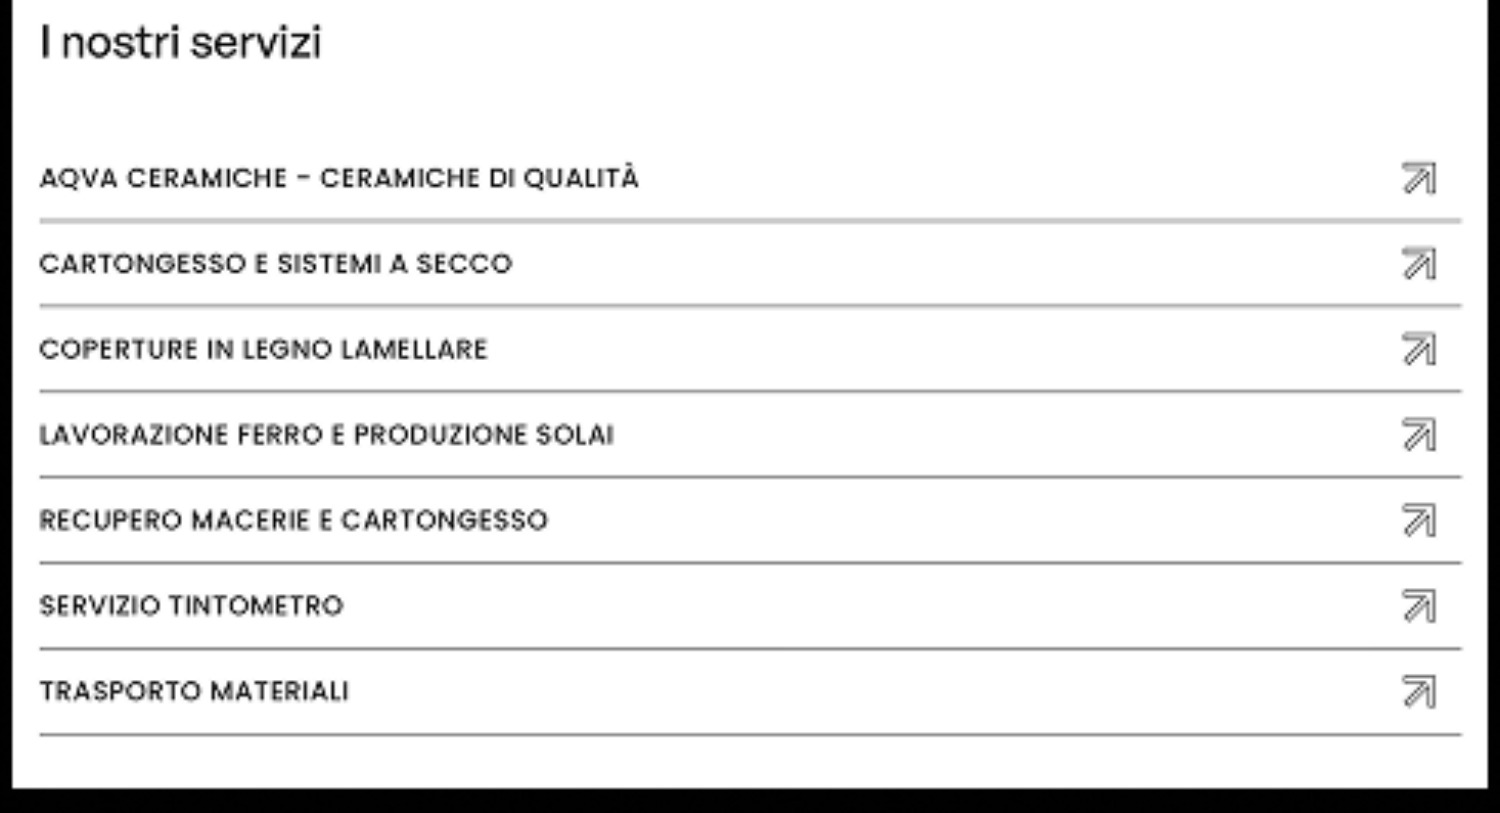 I nostri servizi
AQVA CERAMICHE – CERAMICHE DI QUALITÀ
CARTONGESSO E SISTEMI A SECCO
COPERTURE IN LEGNO LAMELLARE
LAVORAZIONE FERRO E PRODUZIONE SOLAI
RECUPERO MACERIE E CARTONGESSO
SERVIZIO TINTOMETRO
TRASPORTO MATERIALI